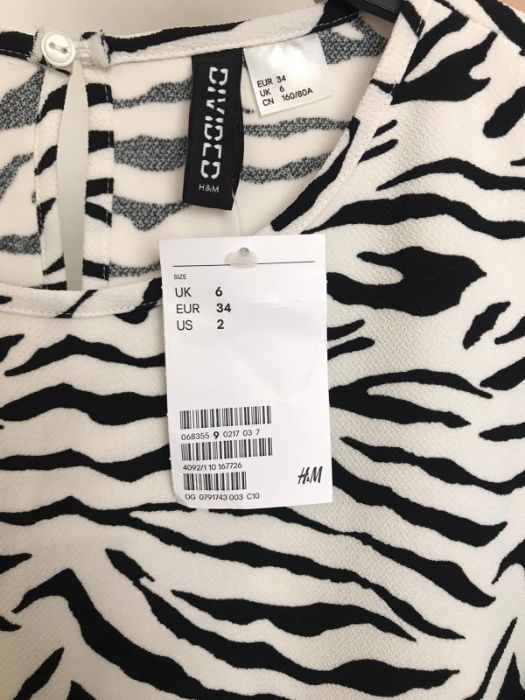 DIVIDED
H&M
EUR 34
UK 6
CN 160/80A
SIZE
UK 6
EUR 34
US 2
068355 9 0217 03 7
4092/1 10 167726
H&M
OG 0791743 003 C10